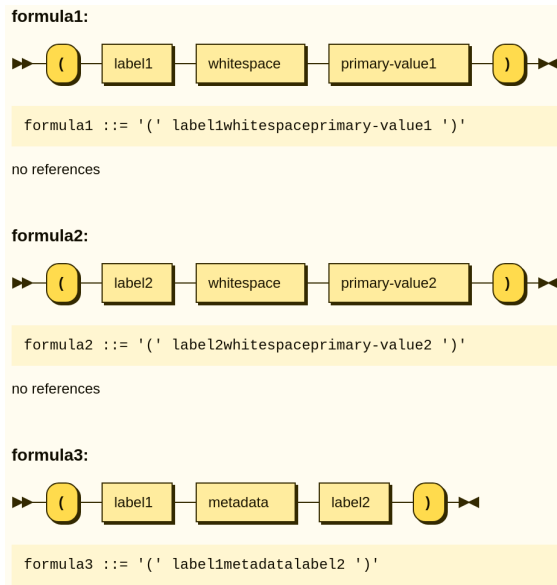 formula1:
( label1 whitespace primary-value1 )
formula1 ::= '(' label1whitespaceprimary-value1 ')'
no references
formula2:
( label2 whitespace primary-value2 )
formula2 ::= '(' label2whitespaceprimary-value2 ')'
no references
formula3:
( label1 metadata label2 )
formula3 ::= '(' label1metadatalabel2 ')'